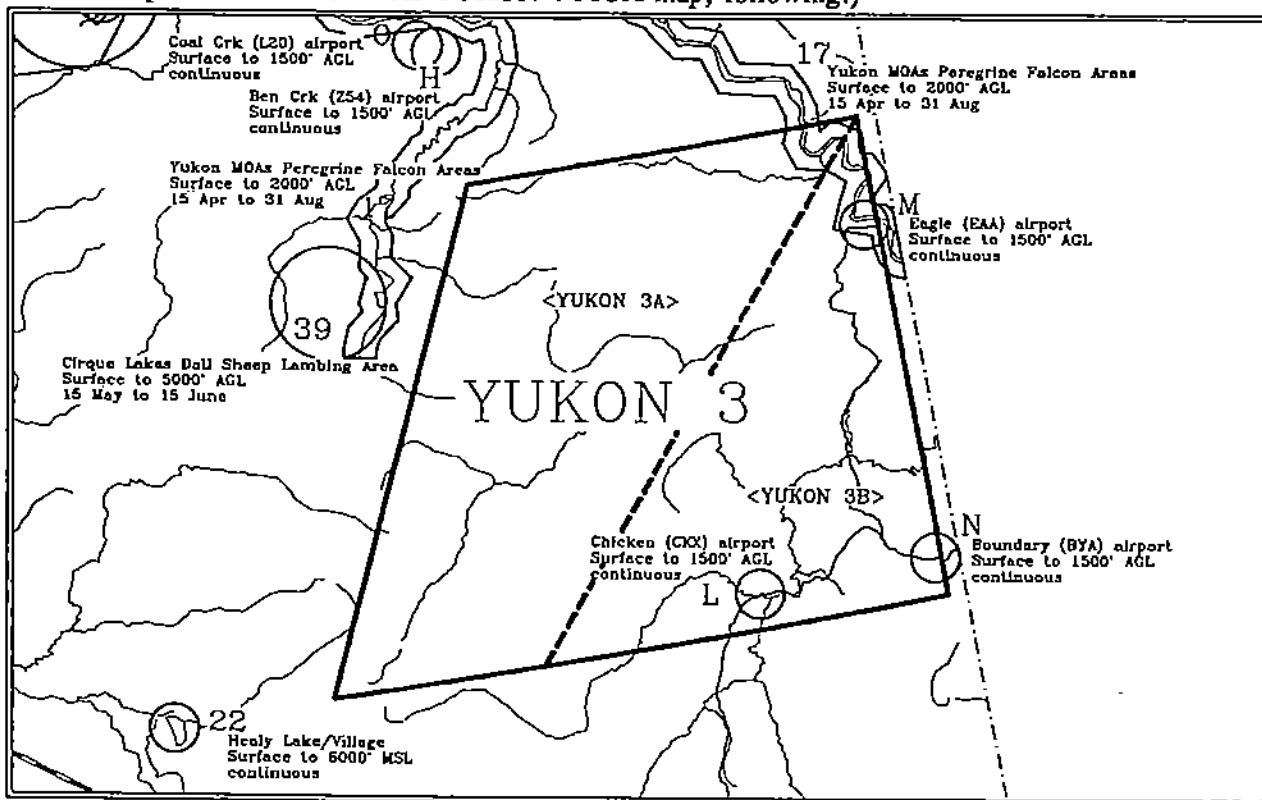 map, following.)
Coal Crk (L20) airport
Surface to 1500' AGL
continuous
H
Ben Crk (Z54) airport
Surface to 1500' AGL
continuous
17
Yukon MOAs Peregrine Falcon Areas
Surface to 2000' AGL
15 Apr to 31 Aug
Yukon MOAs Peregrine Falcon Areas
Surface to 2000' AGL
15 Apr to 31 Aug
M
Eagle (EAA) airport
Surface to 1500' AGL
continuous
<YUKON 3A>
39
Cirque Lakes Dall Sheep Lambing Area
Surface to 5000' AGL
15 May to 15 June
YUKON 3
<YUKON 3B>
Chicken (CKX) airport
Surface to 1500' AGL
continuous
L
N
Boundary (BYA) airport
Surface to 1500' AGL
continuous
22
Healy Lake/Village
Surface to 6000' MSL
continuous